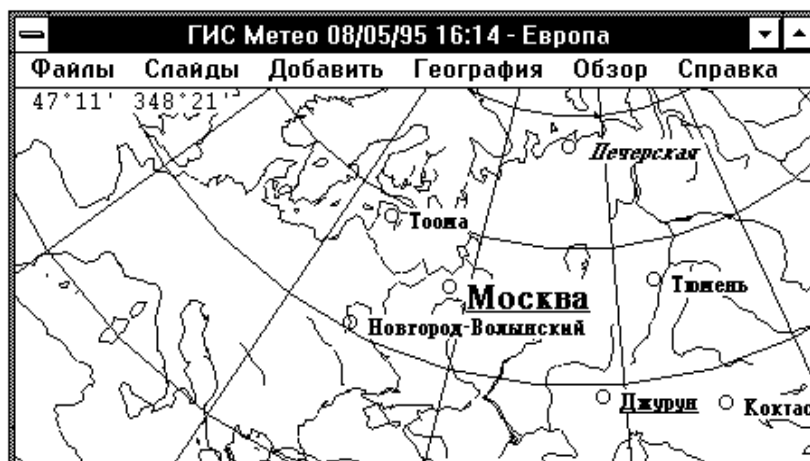 ГИС Метео 08/05/95 16:14 - Европа
Файлы Слайды Добавить География Обзор Справка
47°11' 348°21'
Печерская
Тоома
Тюмень
Москва
Новгород-Волынский
Джурун
Коктас